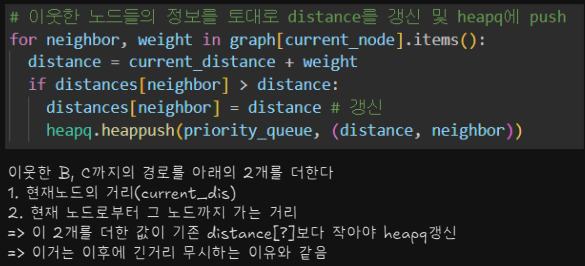 # 이웃한 노드들의 정보를 토대로 distance를 갱신 및 heapq에 push
for neighbor, weight in graph[current_node].items():
distance = current_distance + weight
if distances[neighbor] > distance:
distances[neighbor] = distance # 갱신
heapq.heappush(priority_queue, (distance, neighbor))
이웃한 B, C까지의 경로를 아래의 2개를 더한다
1. 현재노드의 거리(current_dis)
2. 현재 노드로부터 그 노드까지 가는 거리
=> 이 2개를 더한 값이 기존 distance[?]보다 작아야 heapq갱신
=> 이거는 이후에 긴거리 무시하는 이유와 같음